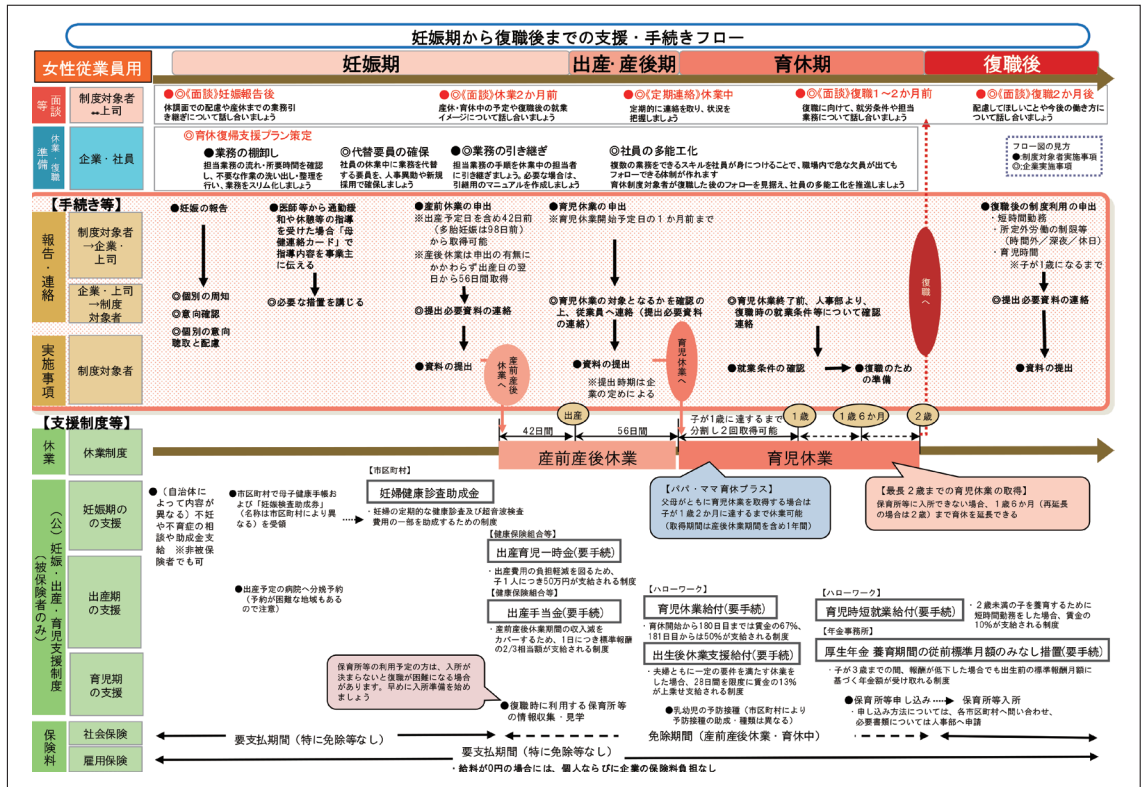 妊娠期から復職後までの支援・手続きフロー
女性従業員用
妊娠期
出産・産後期
育休期
復職後
面談等
制度対象者
↔上司
●◎《面談》妊娠報告後
体調面での配慮や産休までの業務引
き継ぎについて話し合いましょう
●◎《面談》休業2か月前
産休・育休中の予定や復職後の就業
イメージについて話し合いましょう
●◎《定期連絡》休業中
定期的に連絡を取り、状況を
把握しましょう
●◎《面談》復職1～2か月前
復職に向けて、就労条件や担当
業務について話し合いましょう
●◎《面談》復職2か月後
配慮してほしいことや今後の働き方に
ついて話し合いましょう
休業・復職準備
企業・社員
◎育休復帰支援プラン策定
●業務の棚卸し
担当業務の流れ・所要時間を確認
し、不要な作業の洗い出し・整理を
行い、業務をスリム化しましょう
◎代替要員の確保
社員の休業中に業務を代替
する要員を、人事異動や新規
採用で確保しましょう
●◎業務の引き継ぎ
担当業務の手順を休業中の担当者
に引き継ぎましょう。必要な場合は、
引継用のマニュアルを作成しましょう
◎社員の多能工化
複数の業務をできるスキルを社員が身につけることで、職場内で急な欠員が出ても
フォローできる体制が作れます
育休制度対象者が復職した後のフォローを見据え、社員の多能工化を推進しましょう
フロー図の見方
●:制度対象者実施事項
◎:企業実施事項
【手続き等】
報告・連絡
制度対象者
→企業・
上司
企業・上司
→制度
対象者
実施事項
制度対象者
●妊娠の報告
◎個別の周知
◎意向確認
◎個別の意向
聴取と配慮
●医師等から通勤緩
和や休憩等の指導
を受けた場合「母
健連絡カード」で
指導内容を事業主
に伝える
◎必要な措置を講じる
●産前休業の申出
※出産予定日を含め42日前
(多胎妊娠は98日前)
から取得可能
※産後休業は申出の有無に
かかわらず出産日の翌
日から56日間取得
◎提出必要資料の連絡
●資料の提出
産前産後休業へ
●育児休業の申出
※育児休業開始予定日の1か月前まで
◎育児休業の対象となるかを確認の
上、従業員へ連絡(提出必要資料
の連絡)
●資料の提出
※提出時期は企
業の定めによる
育児休業へ
◎育児休業終了前、人事部より、
復職時の就業条件等について確認
連絡
●就業条件の確認
●復職のため
の準備
復職へ
●復職後の制度利用の申出
・短時間勤務
・所定外労働の制限等
(時間外／深夜／休日)
・育児時間
※子が1歳になるまで
◎提出必要資料の連絡
●資料の提出
【支援制度等】
休業
休業制度
42日間
出産
56日間
子が1歳に達するまで
分割し2回取得可能
1歳
1歳6か月
2歳
産前産後休業
育児休業
(公)妊娠・出産・育児支援制度
(被保険者のみ)
妊娠期の
の支援
出産期
の支援
育児期
の支援
●(自治体に
よって内容が
異なる)不妊
や不育症の相
談や助成金支
給 ※非被保
険者でも可
●市区町村で母子健康手帳お
よび「妊娠検査助成券」
(名称は市区町村により異
なる)を受領
【市区町村】
妊婦健康診査助成金
・妊婦の定期的な健康診査及び超音波検査
費用の一部を助成するための制度
【パパ・ママ育休プラス】
父母がともに育児休業を取得する場合は
子が1歳2か月に達するまで休業可能
(取得期間は産後休業期間を含め1年間)
【最長2歳までの育児休業の取得】
保育所等に入所できない場合、1歳6か月(再延長
の場合は2歳)まで育休を延長できる
【健康保険組合等】
出産育児一時金(要手続)
・出産費用の負担軽減を図るため、
子1人につき50万円が支給される制度
●出産予定の病院へ分娩予約
(予約が困難な地域もある
ので注意)
【健康保険組合等】
出産手当金(要手続)
・産前産後休業期間の収入減を
カバーするため、1日につき標準報酬
の2/3相当額が支給される制度
【ハローワーク】
育児休業給付(要手続)
・育休開始から180日目までは賃金の67%、
181日目からは50%が支給される制度
出生後休業支援給付(要手続)
・夫婦ともに一定の要件を満たす休業を
した場合、28日間を限度に賃金の13%
が上乗せ支給される制度
【ハローワーク】
育児時短就業給付(要手続)
・2歳未満の子を養育するために
短時間勤務をした場合、賃金の
10%が支給される制度
【年金事務所】
厚生年金 養育期間の従前標準月額のみなし措置(要手続)
・子が3歳までの間、報酬が低下した場合でも出生前の標準報酬月額に
基づく年金額が受け取れる制度
保育所等の利用予定の方は、入所が
決まらないと復職が困難になる場合
があります。早めに入所準備を始め
ましょう
●復職時に利用する保育所等
の情報収集・見学
●乳幼児の予防接種(市区町村により
予防接種の助成・種類は異なる)
●保育所等申し込み
保育所等入所
・申し込み方法については、各市区町村へ問い合わせ、
必要書類については人事部へ申請
保険料
社会保険
要支払期間(特に免除等なし)
免除期間(産前産後休業・育休中)
雇用保険
要支払期間(特に免除等なし)
・給料が0円の場合には、個人ならびに企業の保険料負担なし